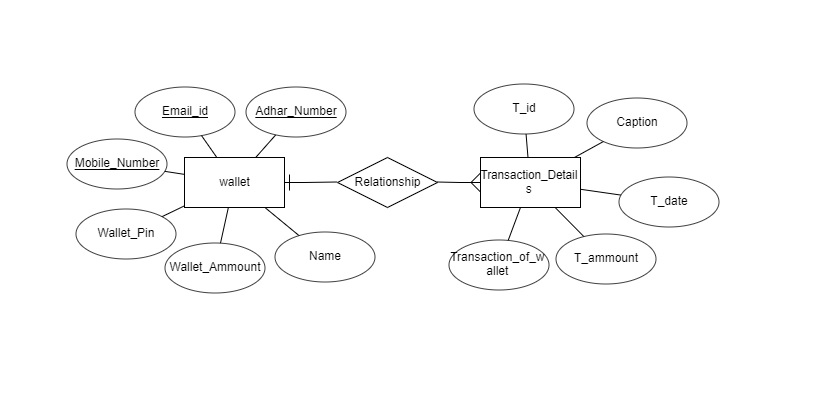 Email_id
Adhar_Number
T_id
Caption
Mobile_Number
wallet
Relationship
Transaction_Detail
s
T_date
Wallet_Pin
Wallet_Ammount
Name
Transaction_of_w
allet
T_ammount